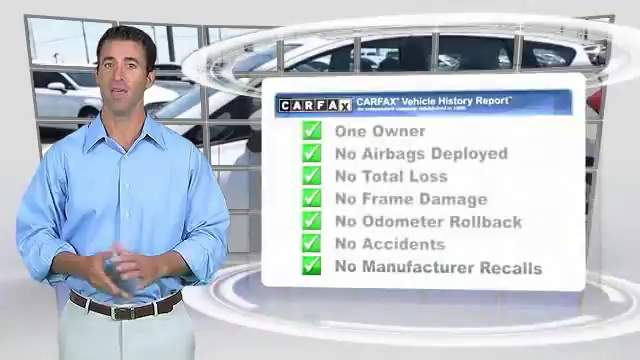 CARFAX CARFAX Vehicle History Report™
One Owner
No Airbags Deployed
No Total Loss
No Frame Damage
No Odometer Rollback
No Accidents
No Manufacturer Recalls